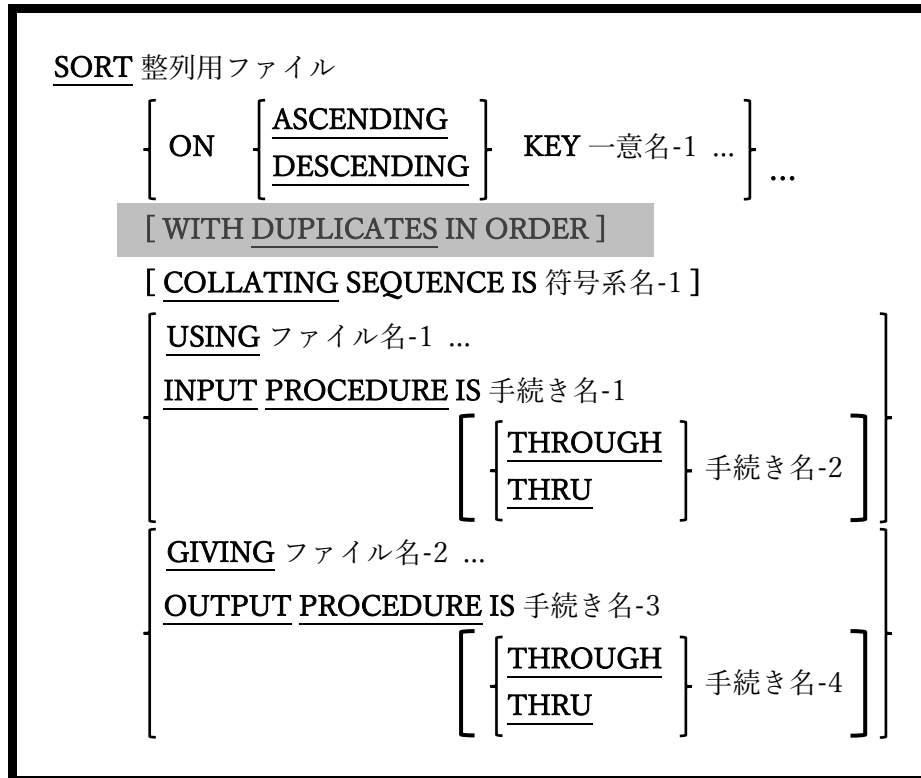 SORT 整列用ファイル
ASCENDING
ON KEY 一意名-1 ... ...
DESCENDING
[ WITH DUPLICATES IN ORDER ]
[ COLLATING SEQUENCE IS 符号系名-1 ]
USING ファイル名-1 ...
INPUT PROCEDURE IS 手続き名-1
THROUGH
手続き名-2
THRU
GIVING ファイル名-2 ...
OUTPUT PROCEDURE IS 手続き名-3
THROUGH
手続き名-4
THRU